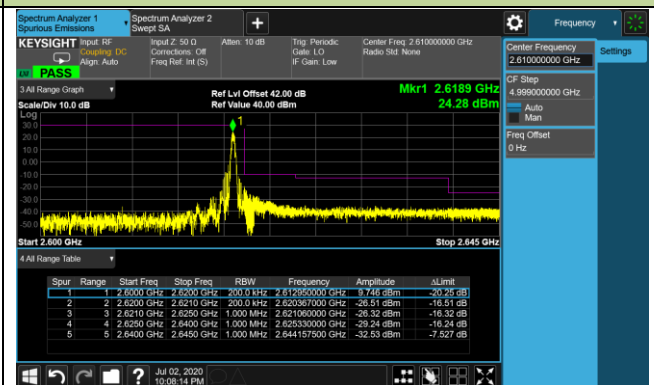 Spectrum Analyzer 1
Spurious Emissions
Spectrum Analyzer 2
Swept SA
+
Frequency
KEYSIGHT
Input: RF
Coupling: DC
Align: Auto
Input Z: 50 Ω
Corrections: Off
Freq Ref: Int (S)
Atten: 10 dB
Trig: Periodic
Gate: LO
IF Gain: Low
Center Freq: 2.610000000 GHz
Radio Std: None
LM PASS
Center Frequency
2.610000000 GHz
Settings
CF Step
4.999000000 GHz
Auto
Man
Freq Offset
0 Hz
3 All Range Graph
Scale/Div 10.0 dB
Ref Lvl Offset 42.00 dB
Ref Value 40.00 dBm
Mkr1 2.6189 GHz
24.28 dBm
Log
30.0
20.0
10.0
0.00
-10.0
-20.0
-30.0
-40.0
-50.0
1
Start 2.600 GHz
Stop 2.645 GHz
4 All Range Table
Spur Range Start Freq Stop Freq RBW Frequency Amplitude ΔLimit
1 1 2.6000 GHz 2.6200 GHz 200.0 kHz 2.612950000 GHz 9.746 dBm -20.25 dB
2 2 2.6200 GHz 2.6210 GHz 200.0 kHz 2.620367000 GHz -26.51 dBm -16.51 dB
3 3 2.6210 GHz 2.6250 GHz 1.000 MHz 2.621060000 GHz -26.32 dBm -16.32 dB
4 4 2.6250 GHz 2.6400 GHz 1.000 MHz 2.625330000 GHz -29.24 dBm -16.24 dB
5 5 2.6400 GHz 2.6450 GHz 1.000 MHz 2.644157500 GHz -32.53 dBm -7.527 dB
?
Jul 02, 2020
10:08:14 PM